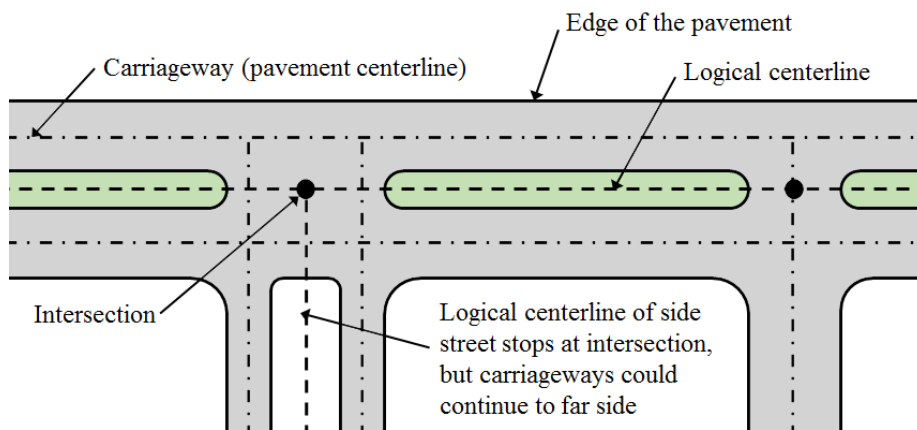 Edge of the pavement
Carriageway (pavement centerline)
Logical centerline
Intersection
Logical centerline of side
street stops at intersection,
but carriageways could
continue to far side